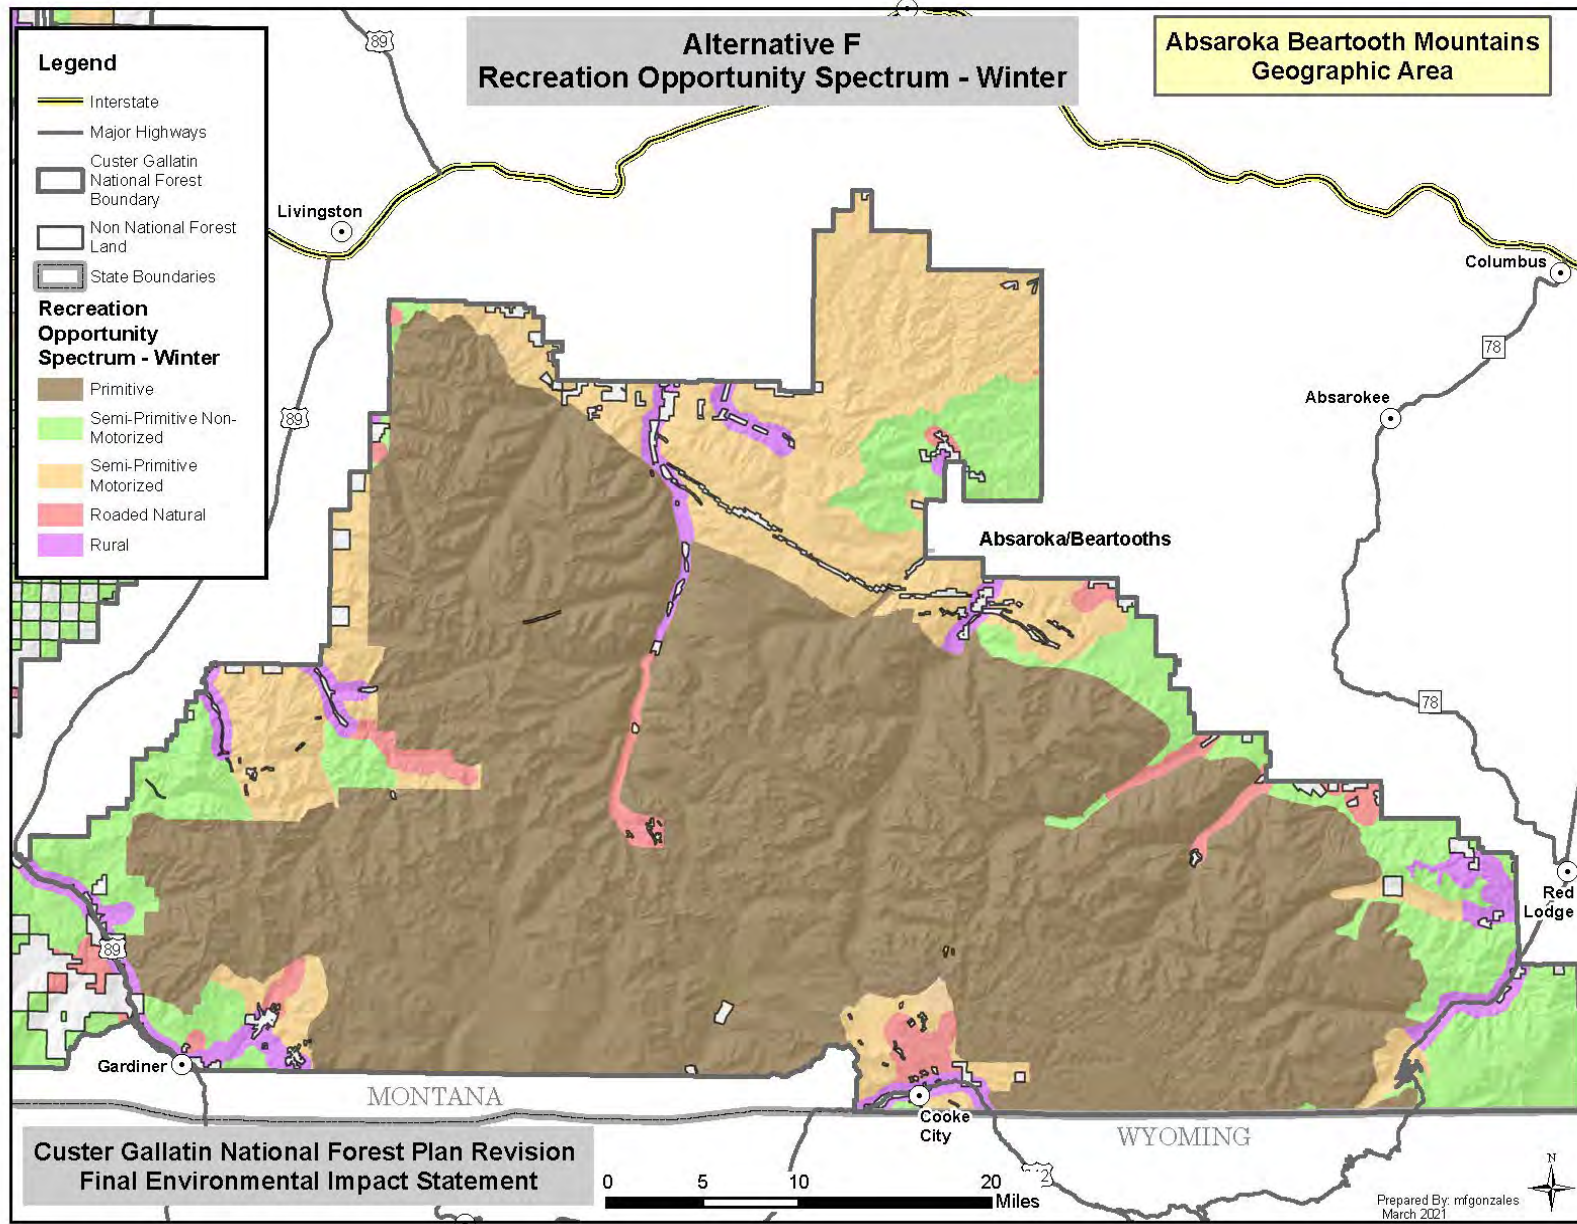 Alternative F
Recreation Opportunity Spectrum - Winter
Absaroka Beartooth Mountains
Geographic Area
Legend
Interstate
Major Highways
Custer Gallatin
National Forest
Boundary
Non National Forest
Land
State Boundaries
Recreation
Opportunity
Spectrum - Winter
Primitive
Semi-Primitive Non-
Motorized
Semi-Primitive
Motorized
Roaded Natural
Rural
89
Livingston
Columbus
78
89
Absarokee
Absaroka/Beartooths
78
Red
Lodge
89
Gardiner
MONTANA
Cooke
City
WYOMING
Custer Gallatin National Forest Plan Revision
Final Environmental Impact Statement
0 5 10 20
Miles
N
Prepared By: mfgonzales
March 2021